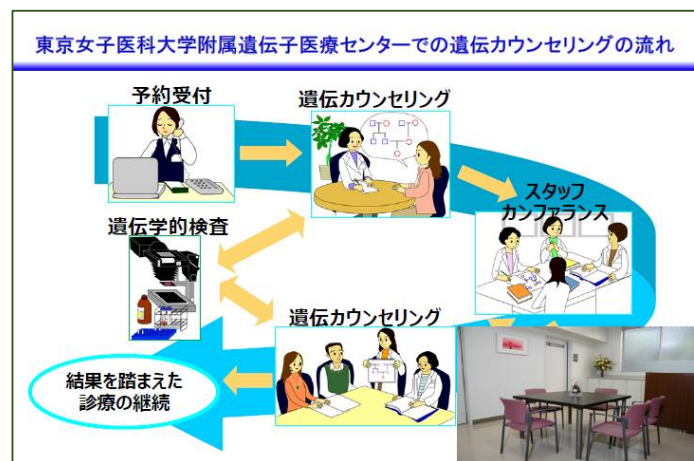 東京女子医科大学附属遺伝子医療センターでの遺伝カウンセリングの流れ
予約受付
遺伝カウンセリング
スタッフ
カンファランス
遺伝学的検査
遺伝カウンセリング
結果を踏まえた
診療の継続